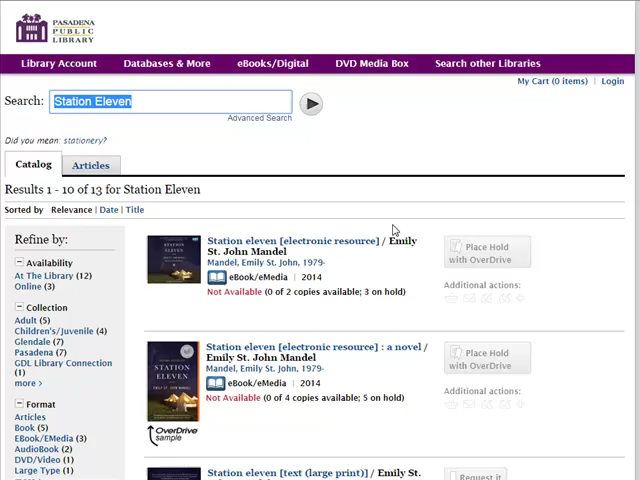 PASADENA
PUBLIC
LIBRARY
Library Account Databases & More eBooks/Digital DVD Media Box Search other Libraries
My Cart (0 items) | Login
Search: Station Eleven
Advanced Search
Did you mean: stationery?
Catalog Articles
Results 1 - 10 of 13 for Station Eleven
Sorted by Relevance | Date | Title
Refine by:
Availability
At The Library (12)
Online (3)
Collection
Adult (5)
Children's/Juvenile (4)
Glendale (7)
Pasadena (7)
GDL Library Connection
(1)
more >
Format
Articles
Book (5)
EBook/EMedia (3)
AudioBook (2)
DVD/Video (1)
Large Type (1)
Station eleven [electronic resource] / Emily
St. John Mandel
Mandel, Emily St. John, 1979-
eBook/eMedia | 2014
Not Available (0 of 2 copies available; 3 on hold)
Place Hold
with OverDrive
Additional actions:
STATION
ELEVEN
OverDrive
sample
Station eleven [electronic resource] : a novel /
Emily St. John Mandel
Mandel, Emily St. John, 1979-
eBook/eMedia | 2014
Not Available (0 of 4 copies available; 5 on hold)
Place Hold
with OverDrive
Additional actions:
Station eleven [text (large print)] / Emily St.
Request it